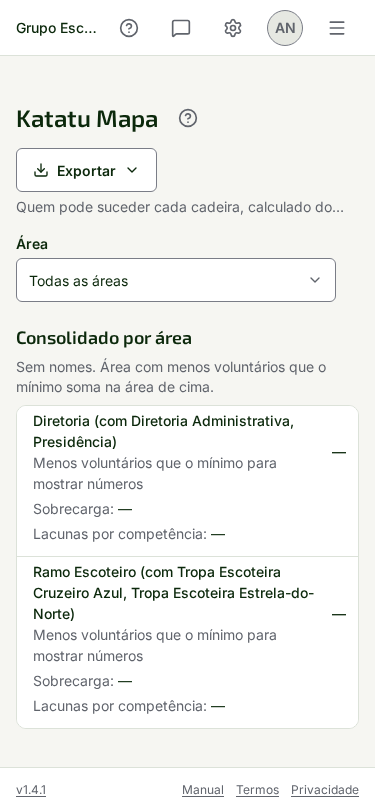 Grupo Esc...
AN
Katatu Mapa
Exportar
Quem pode suceder cada cadeira, calculado do...
Área
Todas as áreas
Consolidado por área
Sem nomes. Área com menos voluntários que o
mínimo soma na área de cima.
Diretoria (com Diretoria Administrativa,
Presidência)
—
Menos voluntários que o mínimo para
mostrar números
Sobrecarga: —
Lacunas por competência: —
Ramo Escoteiro (com Tropa Escoteira
Cruzeiro Azul, Tropa Escoteira Estrela-do-
Norte)
—
Menos voluntários que o mínimo para
mostrar números
Sobrecarga: —
Lacunas por competência: —
v1.4.1 Manual Termos Privacidade